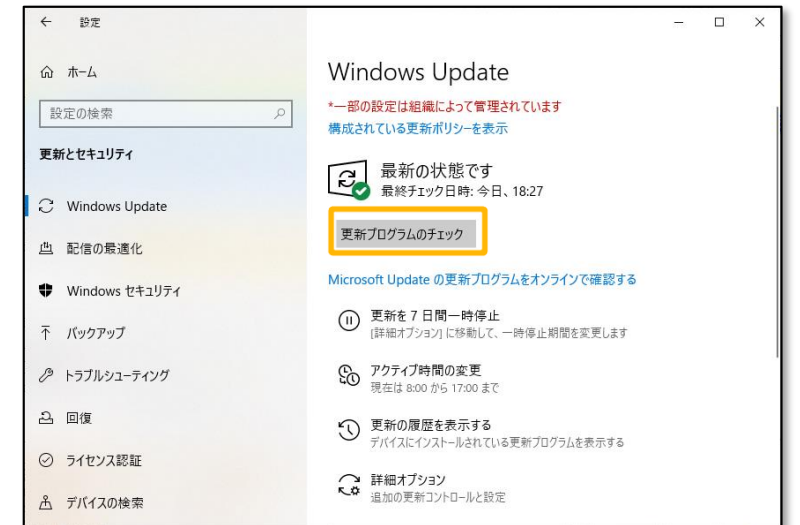 設定
ホーム
設定の検索
更新とセキュリティ
Windows Update
配信の最適化
Windows セキュリティ
バックアップ
トラブルシューティング
回復
ライセンス認証
デバイスの検索
Windows Update
*一部の設定は組織によって管理されています
構成されている更新ポリシーを表示
最新の状態です
最終チェック日時: 今日、18:27
更新プログラムのチェック
Microsoft Update の更新プログラムをオンラインで確認する
更新を 7 日間一時停止
[詳細オプション] に移動して、一時停止期間を変更します
アクティブ時間の変更
現在は 8:00 から 17:00 まで
更新の履歴を表示する
デバイスにインストールされている更新プログラムを表示する
詳細オプション
追加の更新コントロールと設定